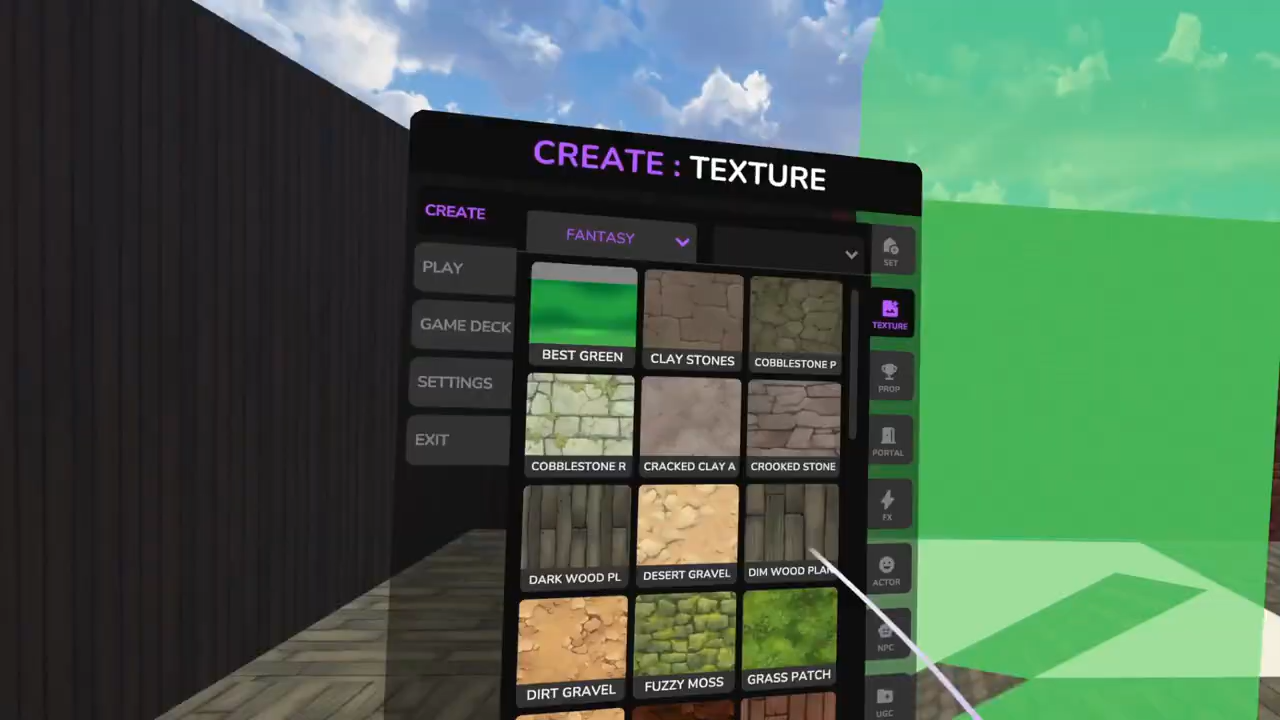 CREATE : TEXTURE
CREATE
PLAY
GAME DECK
SETTINGS
EXIT
FANTASY
BEST GREEN
CLAY STONES
COBBLESTONE P
COBBLESTONE R
CRACKED CLAY A
CROOKED STONE
DARK WOOD PL
DESERT GRAVEL
DIM WOOD PLAN
DIRT GRAVEL
FUZZY MOSS
GRASS PATCH
SET
TEXTURE
PROP
PORTAL
FX
ACTOR
NPC
UGC